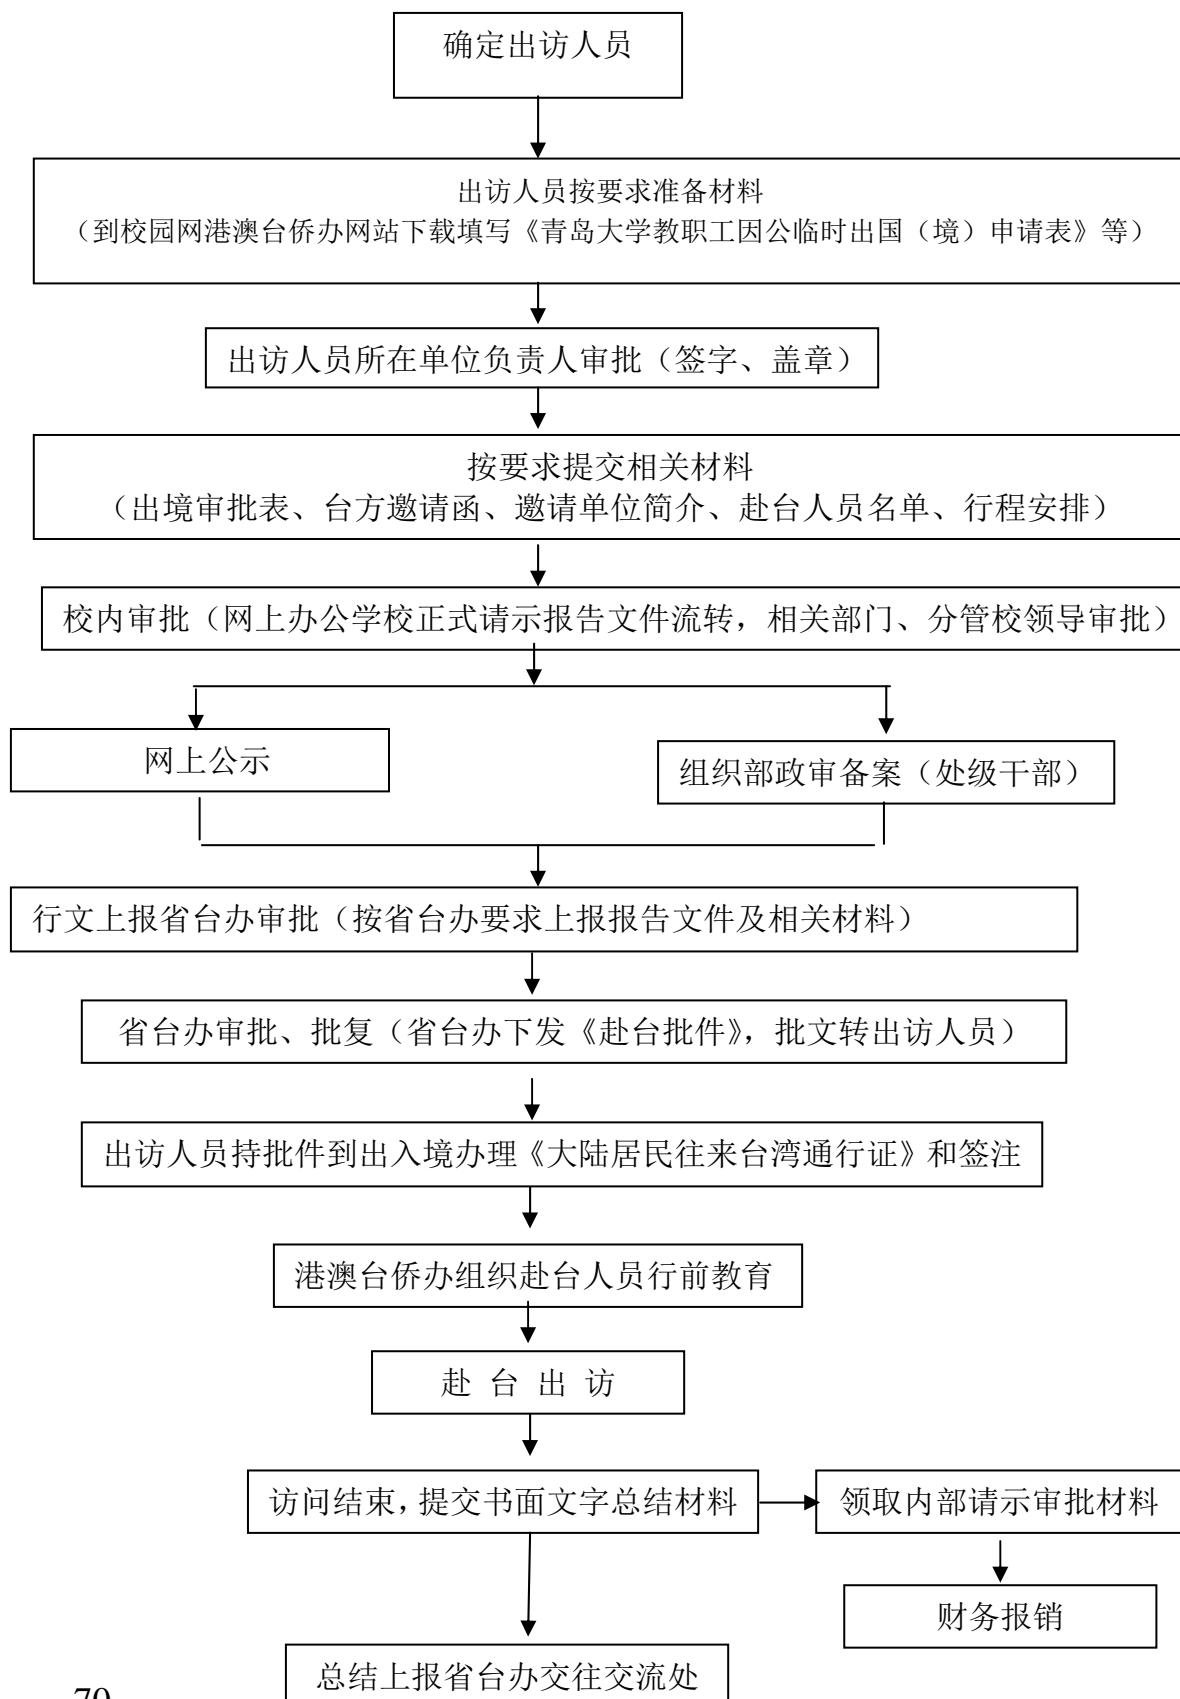 确定出访人员
出访人员按要求准备材料
（到校园网港澳台侨办网站下载填写《青岛大学教职工因公临时出国（境）申请表》等）
出访人员所在单位负责人审批（签字、盖章）
按要求提交相关材料
（出境审批表、台方邀请函、邀请单位简介、赴台人员名单、行程安排）
校内审批（网上办公学校正式请示报告文件流转，相关部门、分管校领导审批）
网上公示
组织部政审备案（处级干部）
行文上报省台办审批（按省台办要求上报报告文件及相关材料）
省台办审批、批复（省台办下发《赴台批件》，批文转出访人员）
出访人员持批件到出入境办理《大陆居民往来台湾通行证》和签注
港澳台侨办组织赴台人员行前教育
赴 台 出 访
访问结束，提交书面文字总结材料
领取内部请示审批材料
财务报销
总结上报省台办交往交流处
70